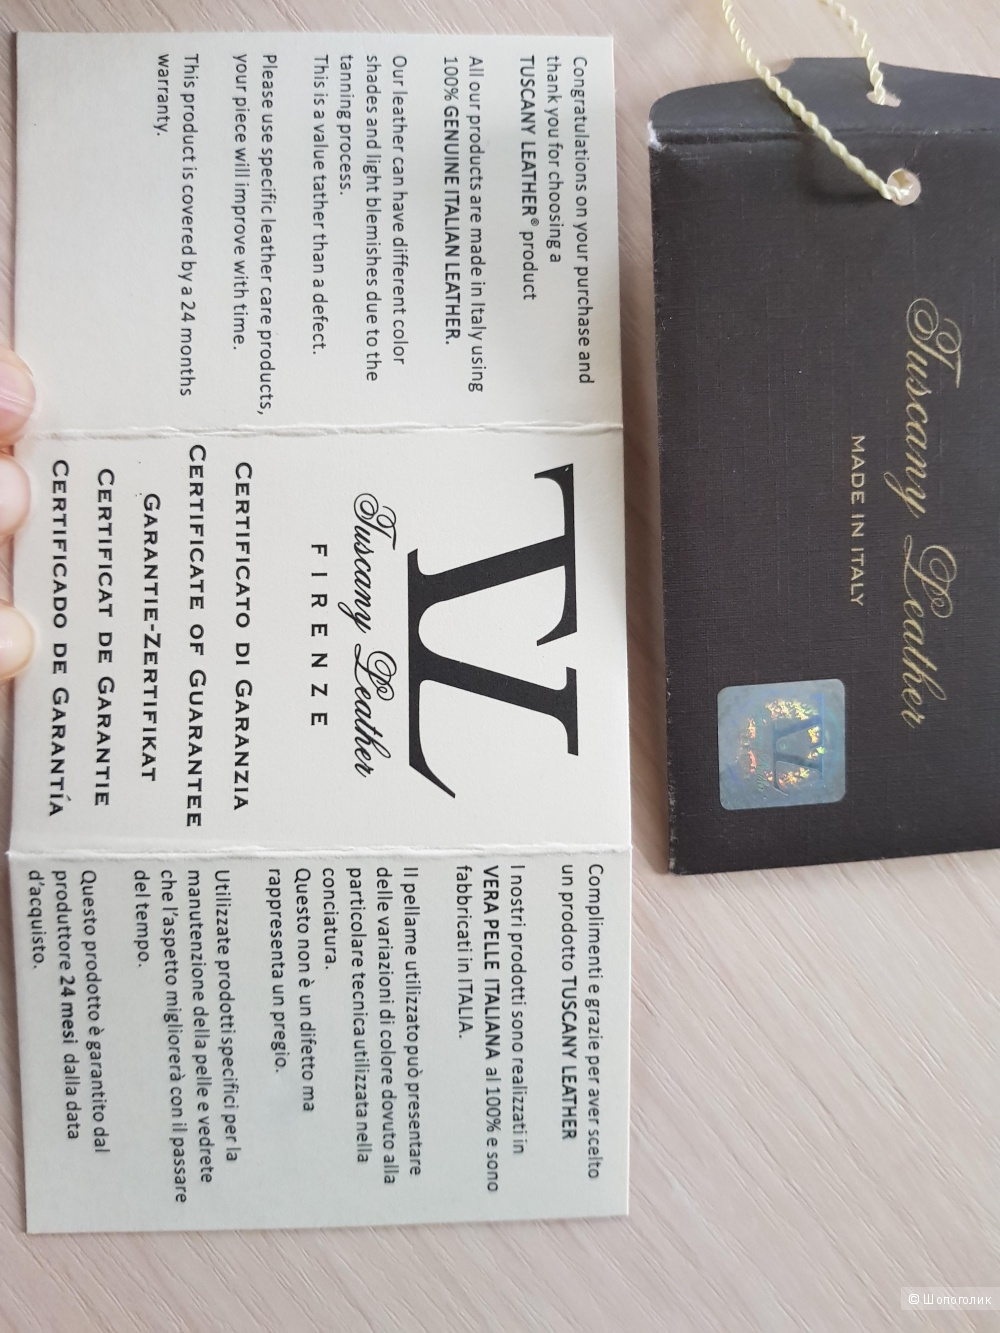 Congratulations on your purchase and
thank you for choosing a
TUSCANY LEATHER® product
All our products are made in Italy using
100% GENUINE ITALIAN LEATHER.
Our leather can have different color
shades and light blemishes due to the
tanning process.
This is a value tather than a defect.
Please use specific leather care products,
your piece will improve with time.
This product is covered by a 24 months
warranty.
TL
Tuscany Leather
FIRENZE
CERTIFICATO DI GARANZIA
CERTIFICATE OF GUARANTEE
GARANTIE-ZERTIFIKAT
CERTIFICAT DE GARANTIE
CERTIFICADO DE GARANTÍA
Complimenti e grazie per aver scelto
un prodotto TUSCANY LEATHER
I nostri prodotti sono realizzati in
VERA PELLE ITALIANA al 100% e sono
fabbricati in ITALIA.
Il pellame utilizzato può presentare
delle variazioni di colore dovuto alla
particolare tecnica utilizzata nella
conciatura.
Questo non è un difetto ma
rappresenta un pregio.
Utilizzate prodotti specifici per la
manutenzione della pelle e vedrete
che l'aspetto migliorerà con il passare
del tempo.
Questo prodotto è garantito dal
produttore 24 mesi dalla data
d'acquisto.
Tuscany Leather
MADE IN ITALY
TL
© Шопоголик